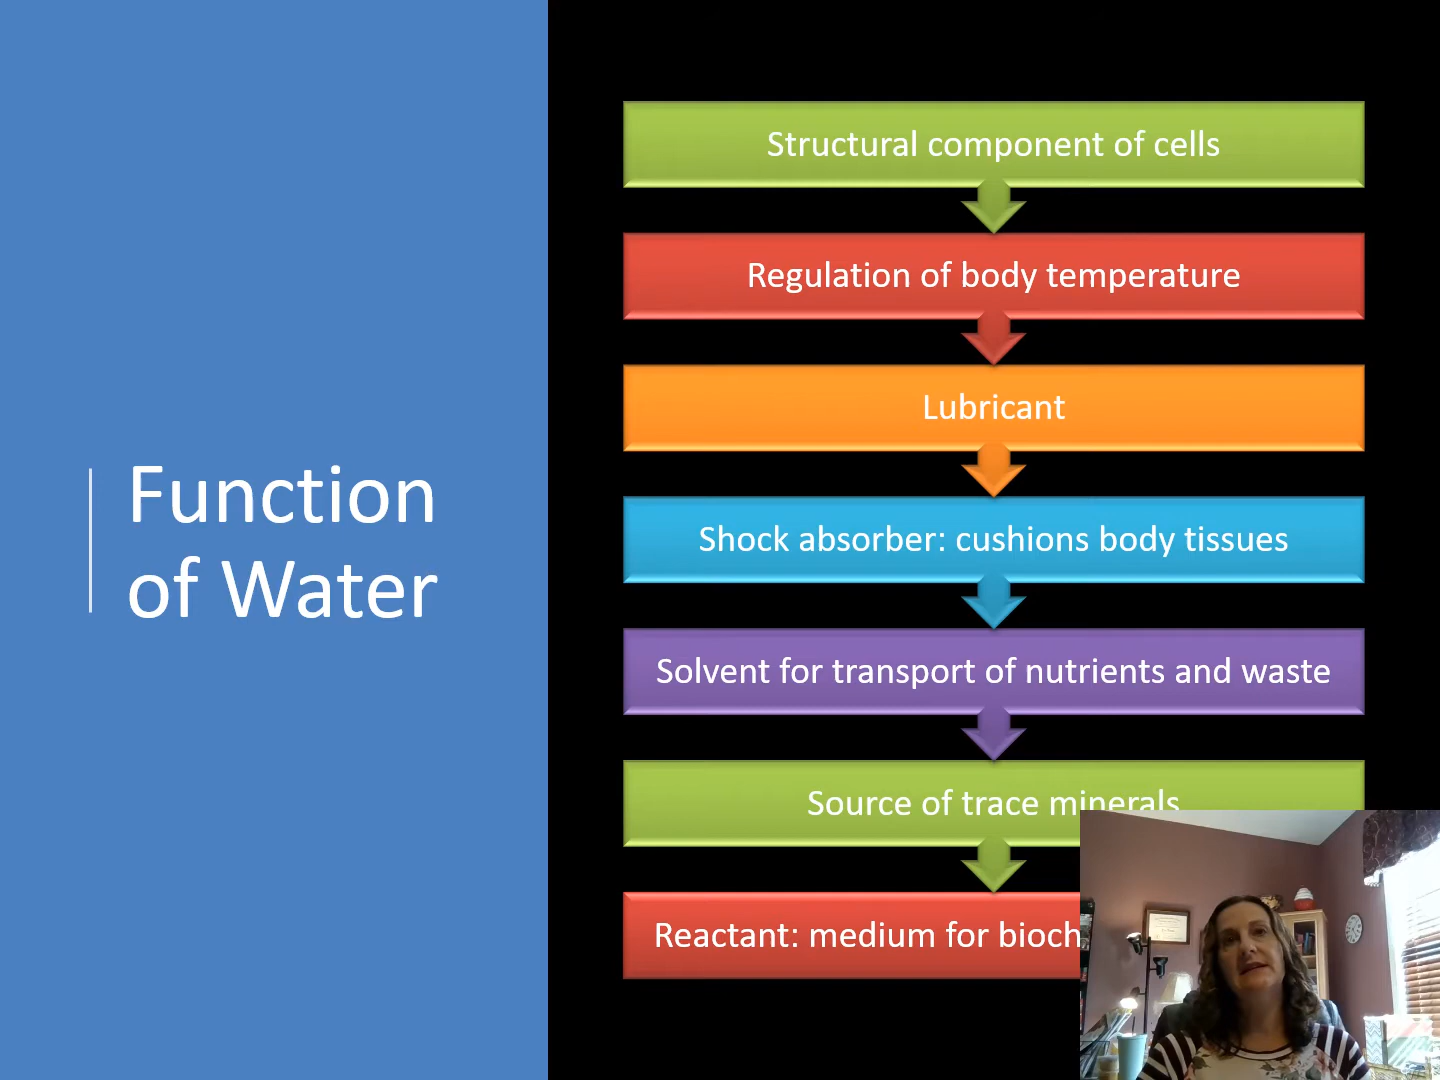 Function
of Water
Structural component of cells
Regulation of body temperature
Lubricant
Shock absorber: cushions body tissues
Solvent for transport of nutrients and waste
Source of trace minerals
Reactant: medium for